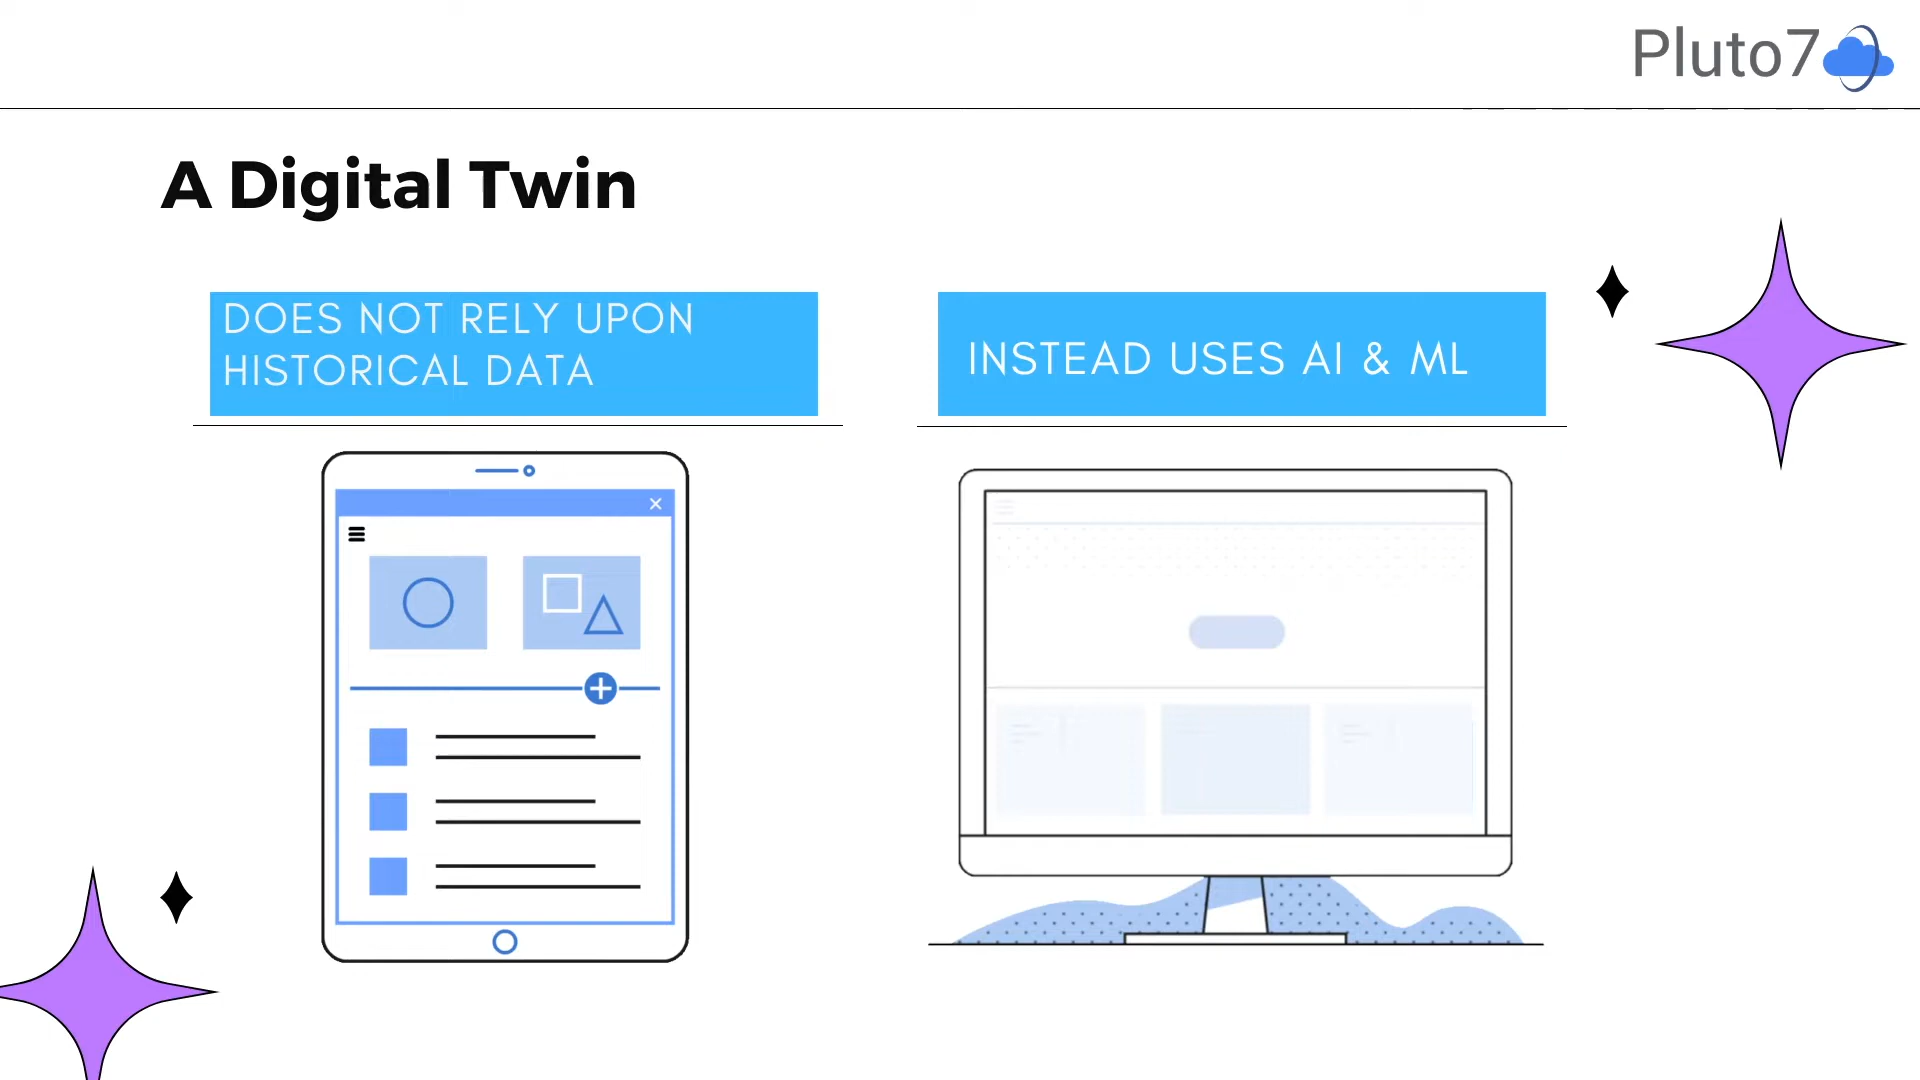 Pluto7
A Digital Twin
DOES NOT RELY UPON
HISTORICAL DATA
INSTEAD USES AI & ML